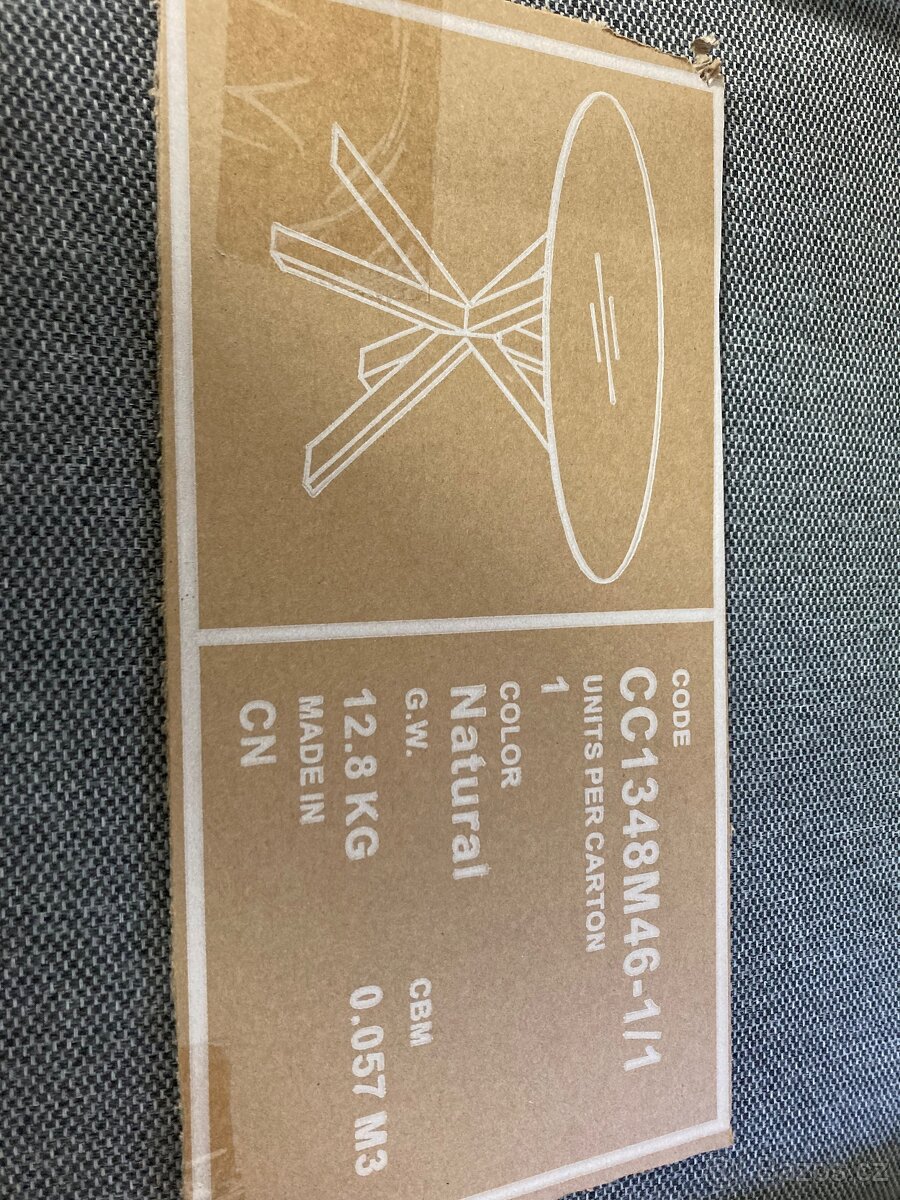 CODE
CC1348M46-1/1
UNITS PER CARTON
1
COLOR
Natural
G.W.
12.8 KG
CBM
0.057 M3
MADE IN
CN